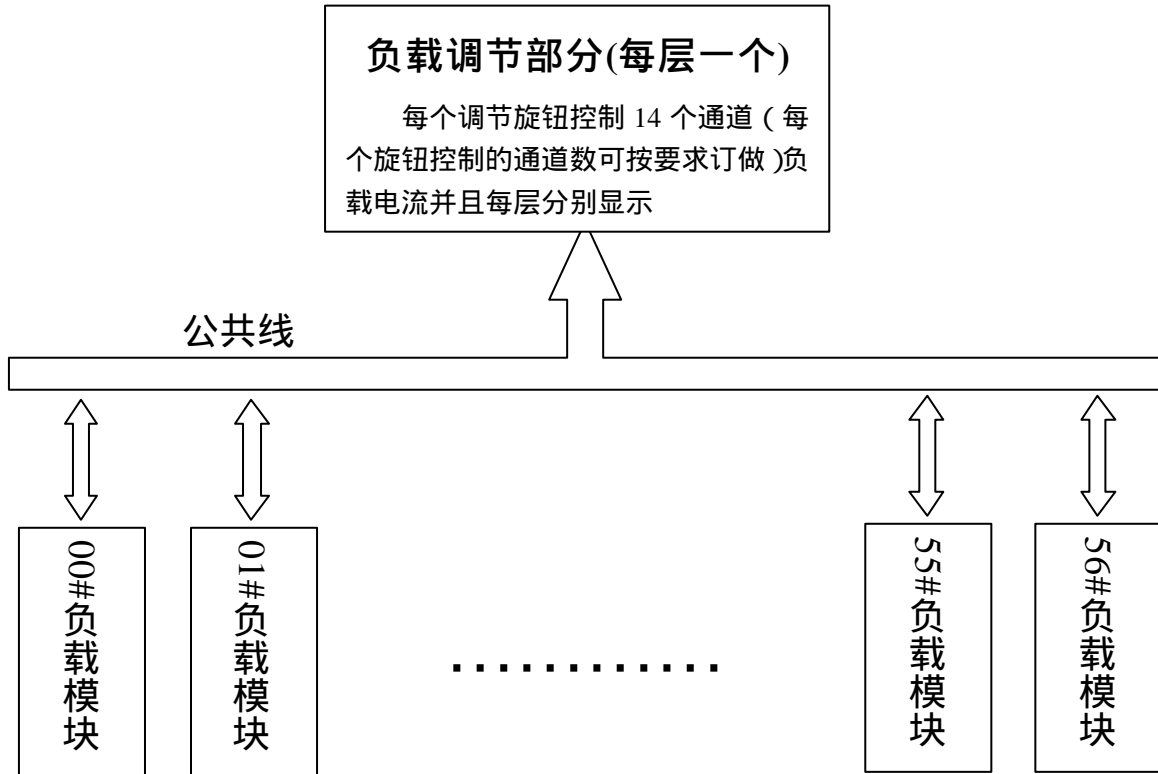 负载调节部分(每层一个)
每个调节旋钮控制 14 个通道（每
个旋钮控制的通道数可按要求订做）负
载电流并且每层分别显示
公共线
00#负载模块
01#负载模块
…………
55#负载模块
56#负载模块